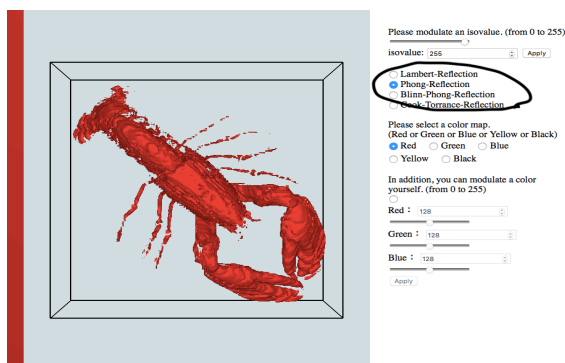 Please modulate an isovalue. (from 0 to 255)
isovalue: 255 Apply
Lambert-Reflection
Phong-Reflection
Blinn-Phong-Reflection
Cook-Torrance-Reflection
Please select a color map.
(Red or Green or Blue or Yellow or Black)
Red Green Blue
Yellow Black
In addition, you can modulate a color
yourself. (from 0 to 255)
Red : 128
Green : 128
Blue : 128
Apply